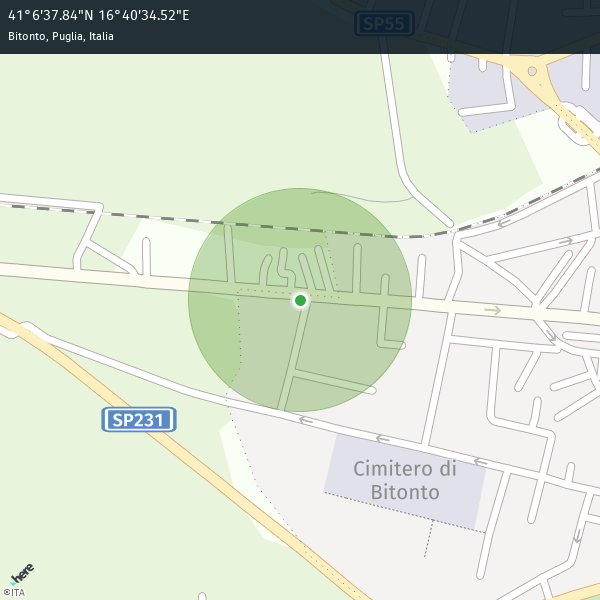 41°6'37.84"N 16°40'34.52"E
Bitonto, Puglia, Italia
SP55
SP231
Cimitero di
Bitonto
here
©ITA